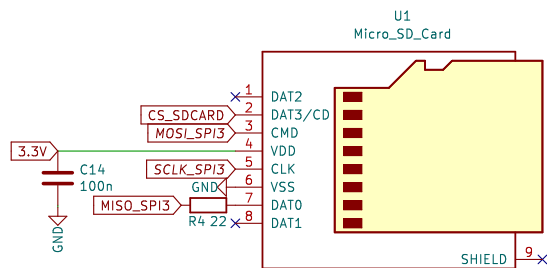 U1
Micro_SD_Card
1 DAT2
CS_SDCARD 2 DAT3/CD
MOSI_SPI3 3 CMD
3.3V 4 VDD
C14
100n
SCLK_SPI3 5 CLK
GND 6 VSS
MISO_SPI3 7 DAT0
R4 22 8 DAT1
GND
SHIELD 9